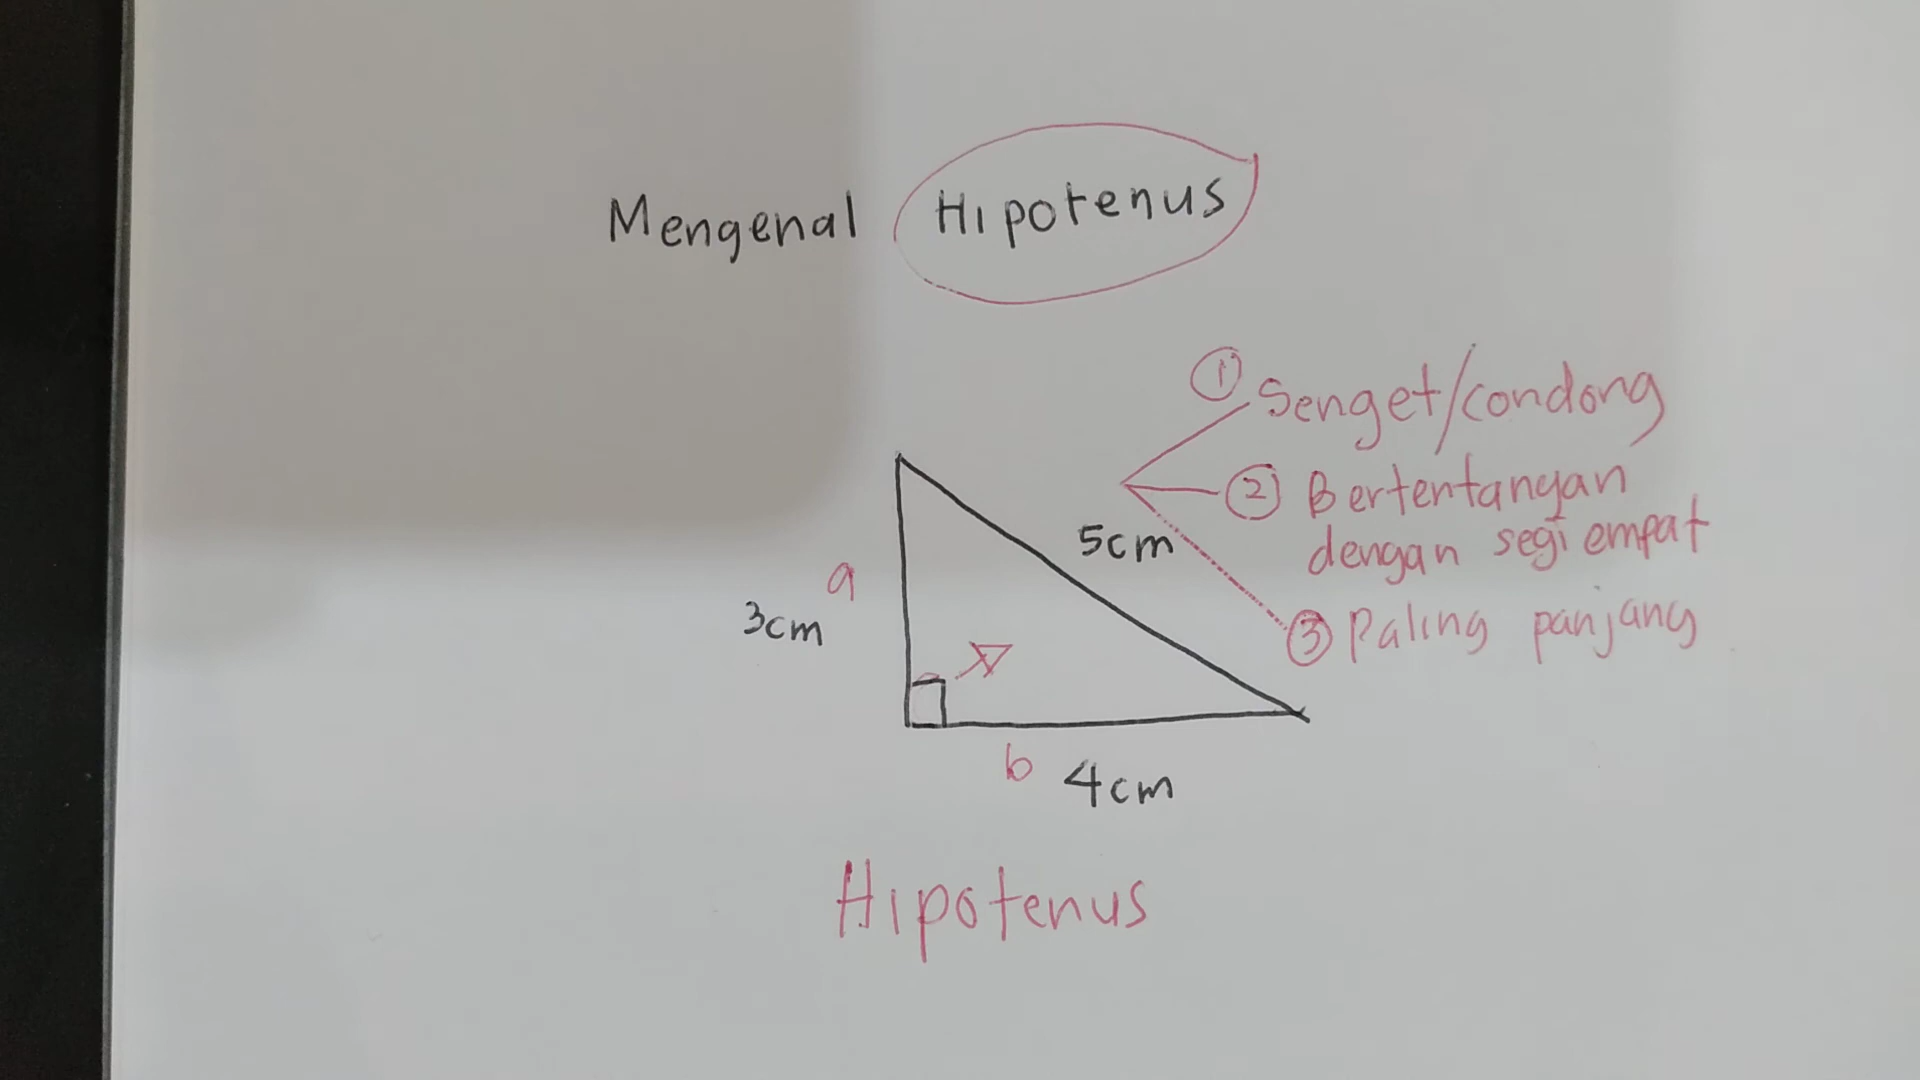 Mengenal Hipotenus
① Senget/condong
② Bertentangan
dengan segi empat
③ Paling panjang
5cm
a
3cm
b
4cm
Hipotenus